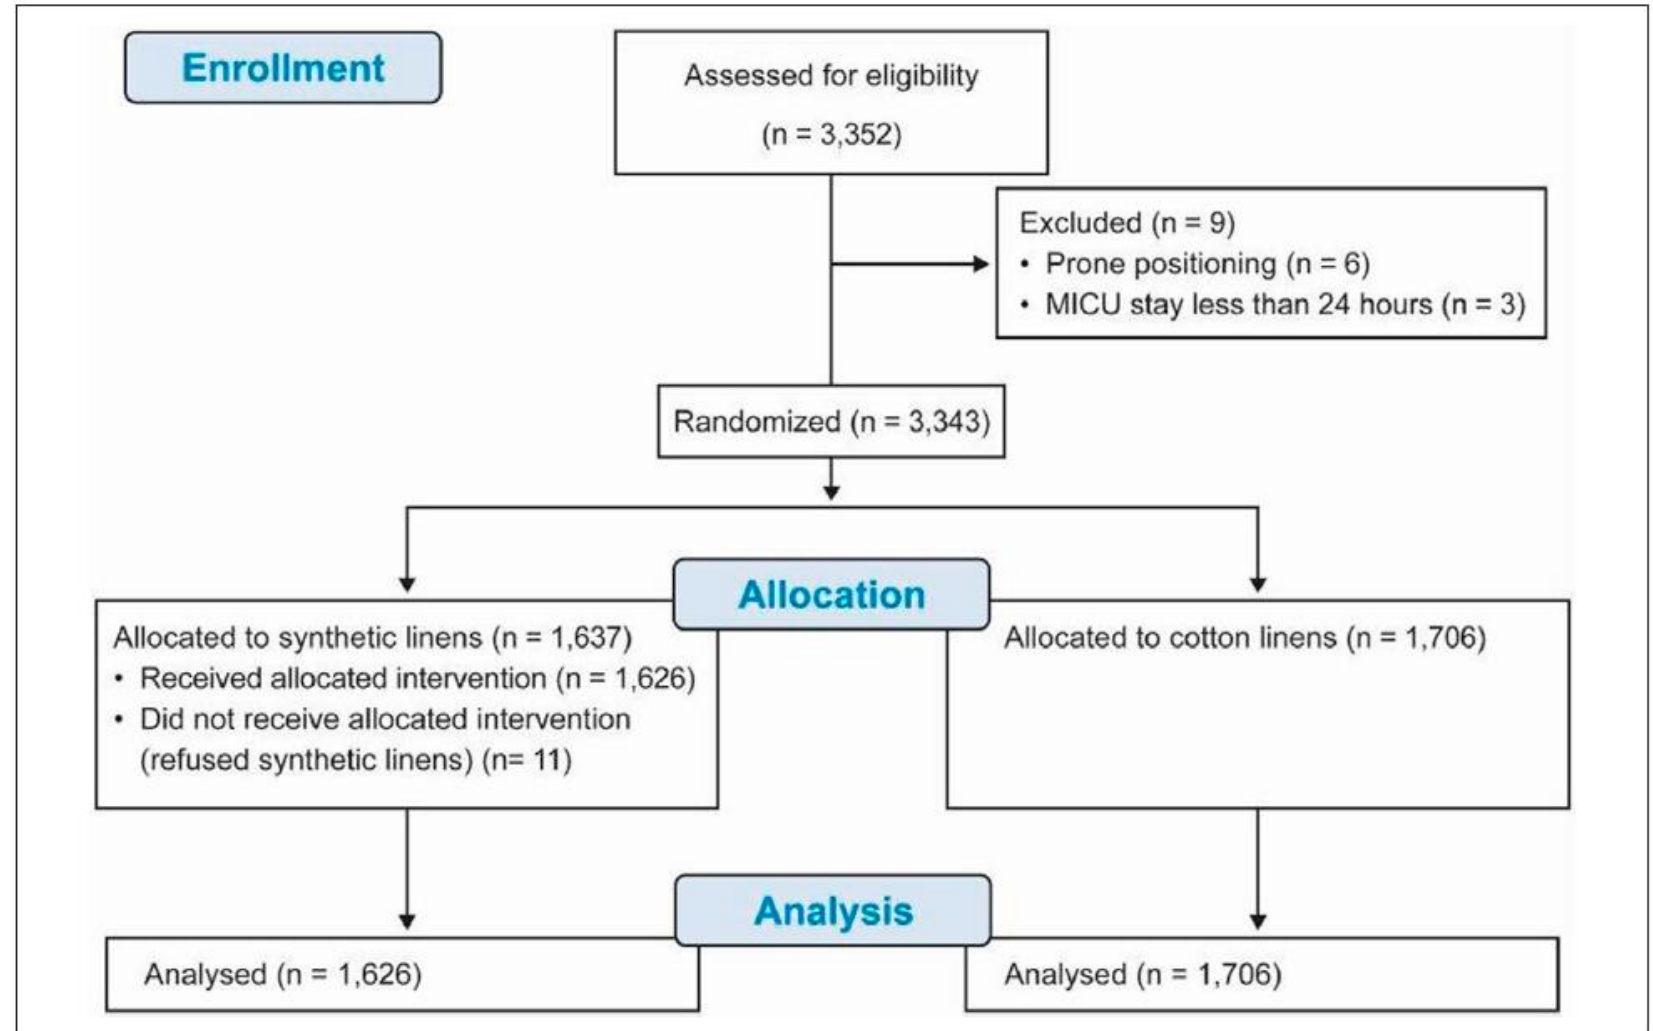 Enrollment
Assessed for eligibility
(n = 3,352)
Excluded (n = 9)
• Prone positioning (n = 6)
• MICU stay less than 24 hours (n = 3)
Randomized (n = 3,343)
Allocation
Allocated to synthetic linens (n = 1,637)
• Received allocated intervention (n = 1,626)
• Did not receive allocated intervention
(refused synthetic linens) (n= 11)
Allocated to cotton linens (n = 1,706)
Analysis
Analysed (n = 1,626)
Analysed (n = 1,706)